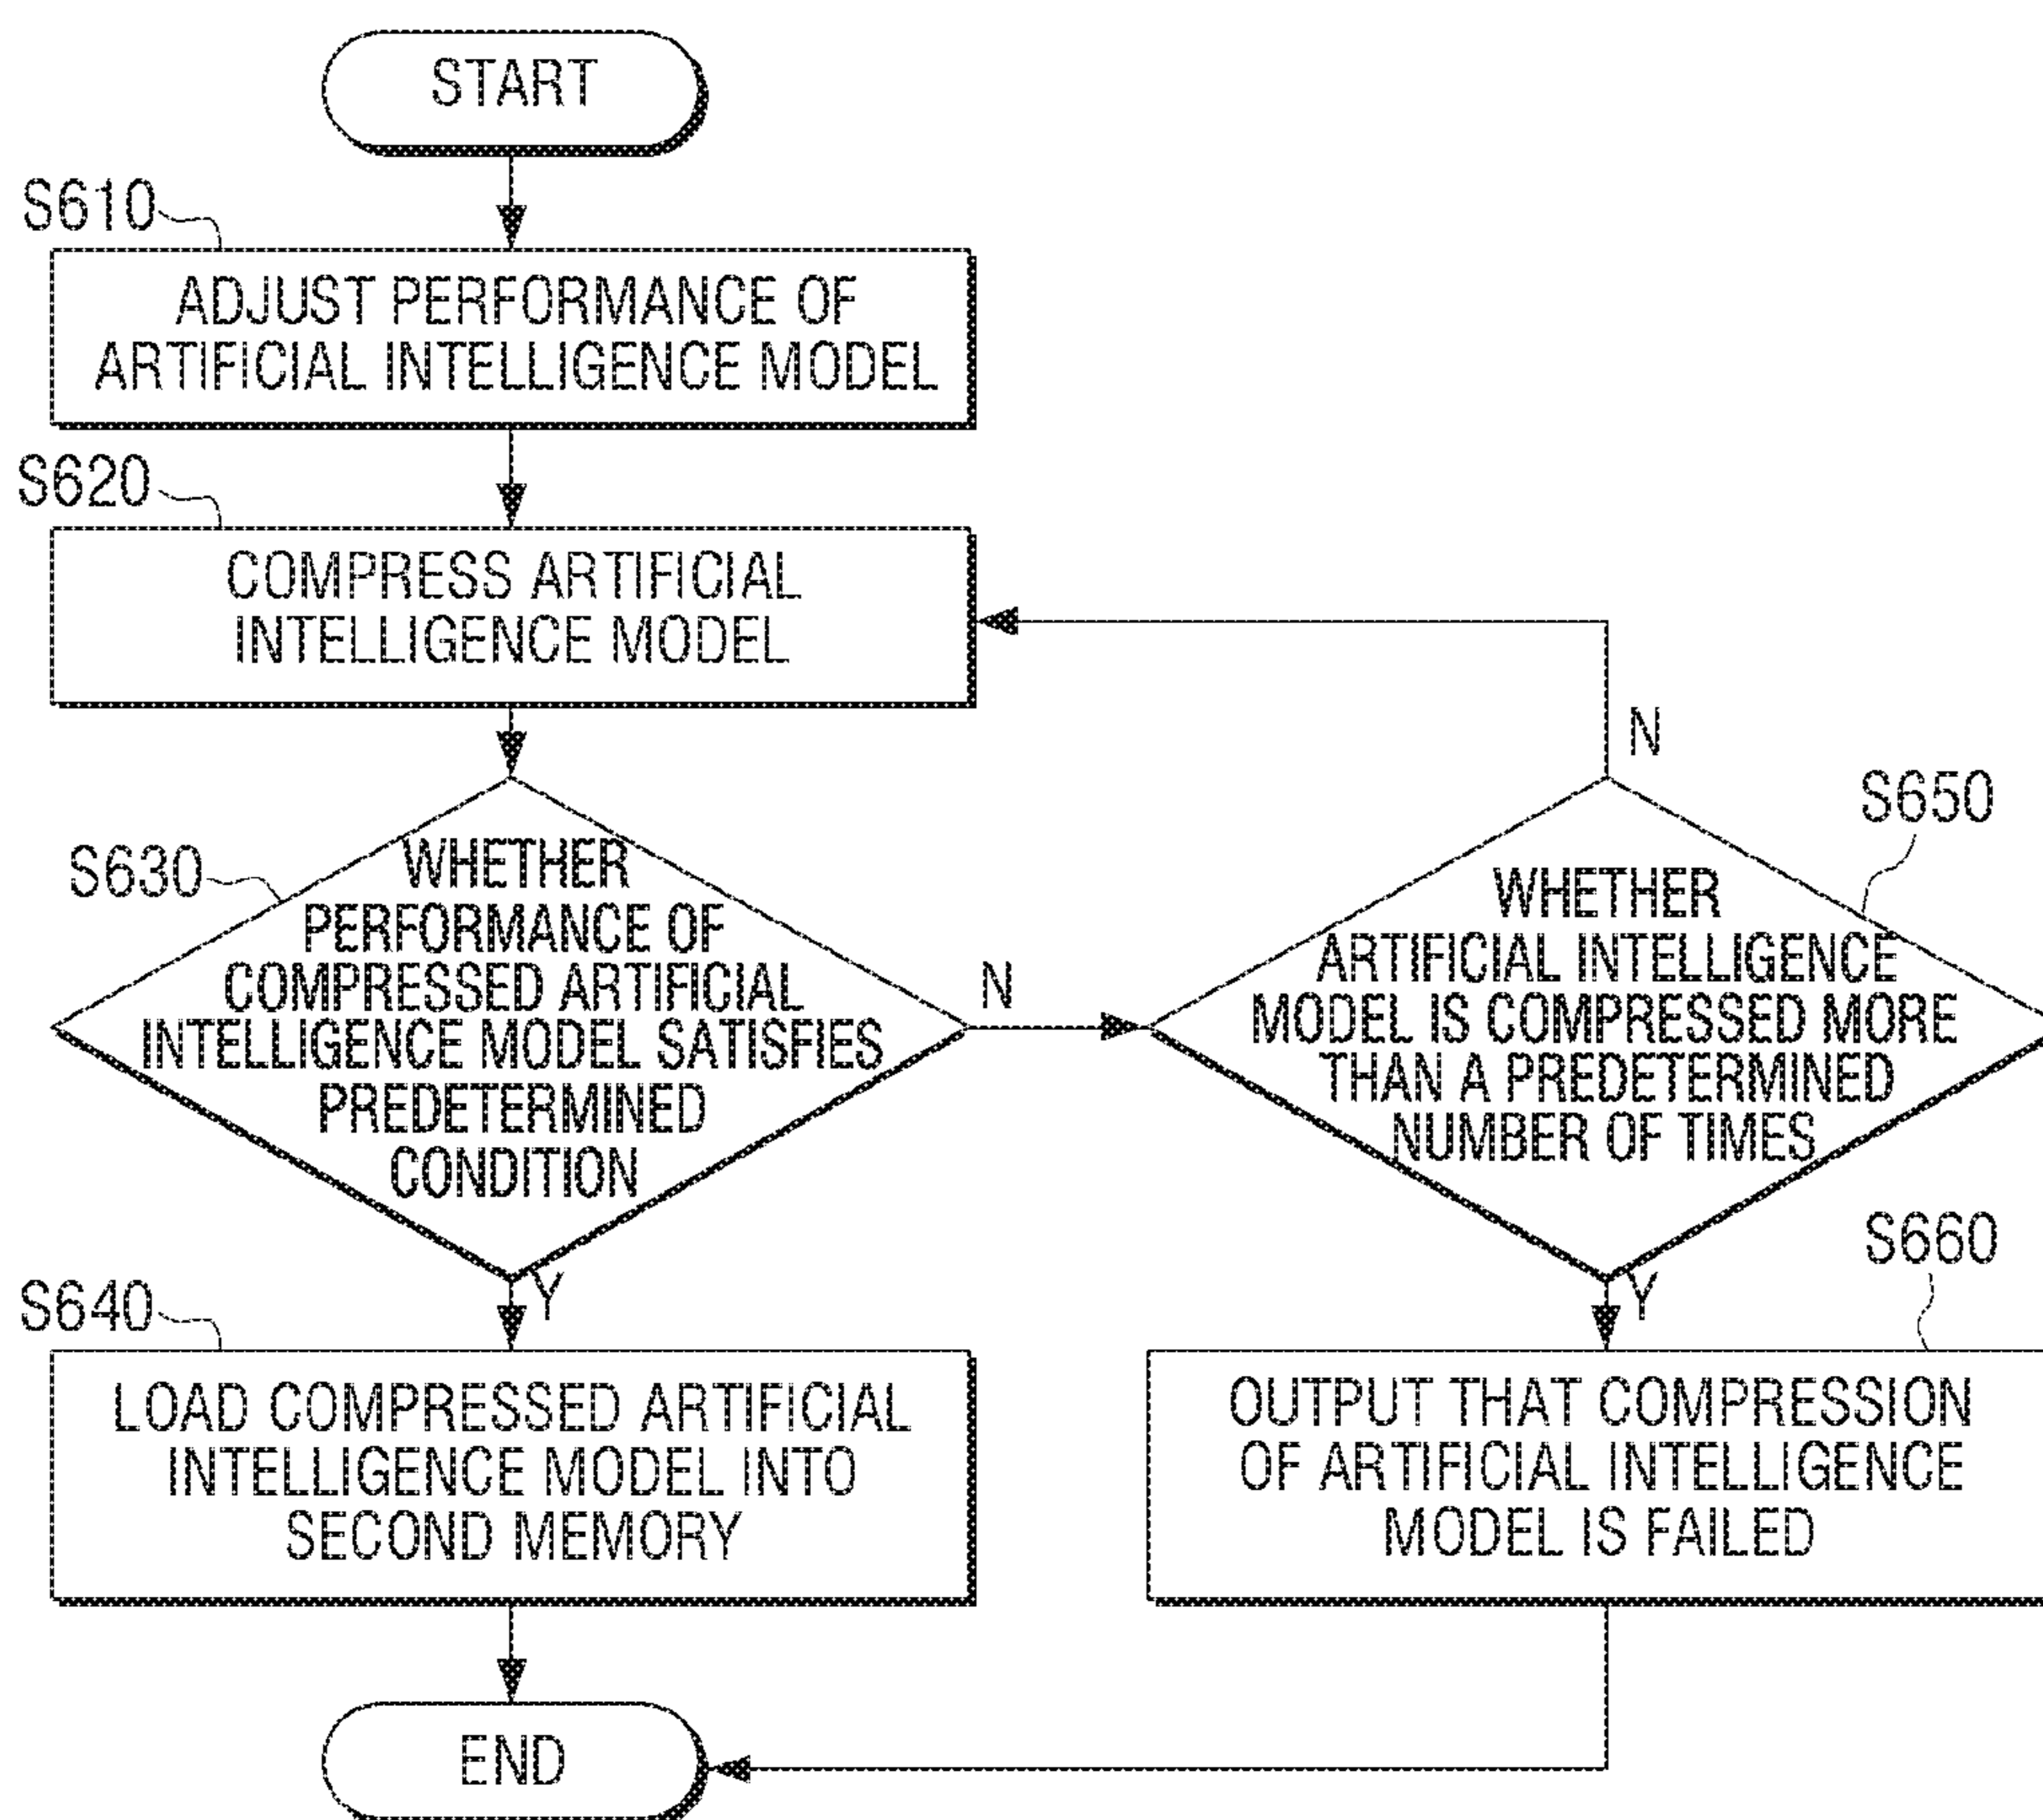 START
S610
ADJUST PERFORMANCE OF
ARTIFICIAL INTELLIGENCE MODEL
S620
COMPRESS ARTIFICIAL
INTELLIGENCE MODEL
S630
WHETHER
PERFORMANCE OF
COMPRESSED ARTIFICIAL
INTELLIGENCE MODEL SATISFIES
PREDETERMINED
CONDITION
N
Y
S640
LOAD COMPRESSED ARTIFICIAL
INTELLIGENCE MODEL INTO
SECOND MEMORY
N
S650
WHETHER
ARTIFICIAL INTELLIGENCE
MODEL IS COMPRESSED MORE
THAN A PREDETERMINED
NUMBER OF TIMES
Y
S660
OUTPUT THAT COMPRESSION
OF ARTIFICIAL INTELLIGENCE
MODEL IS FAILED
END